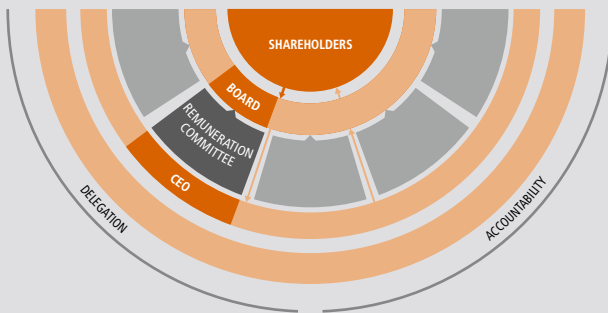 SHAREHOLDERS
BOARD
REMUNERATION
COMMITTEE
CEO
DELEGATION
ACCOUNTABILITY